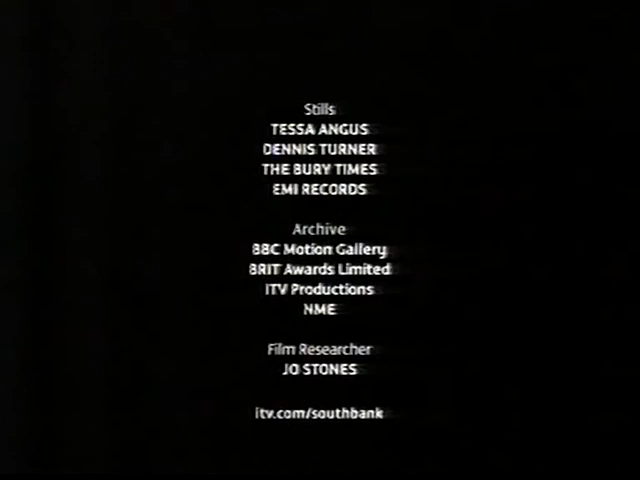 Stills
TESSA ANGUS
DENNIS TURNER
THE BURY TIMES
EMI RECORDS
Archive
BBC Motion Gallery
BRIT Awards Limited
ITV Productions
NME
Film Researcher
JO STONES
itv.com/southbank